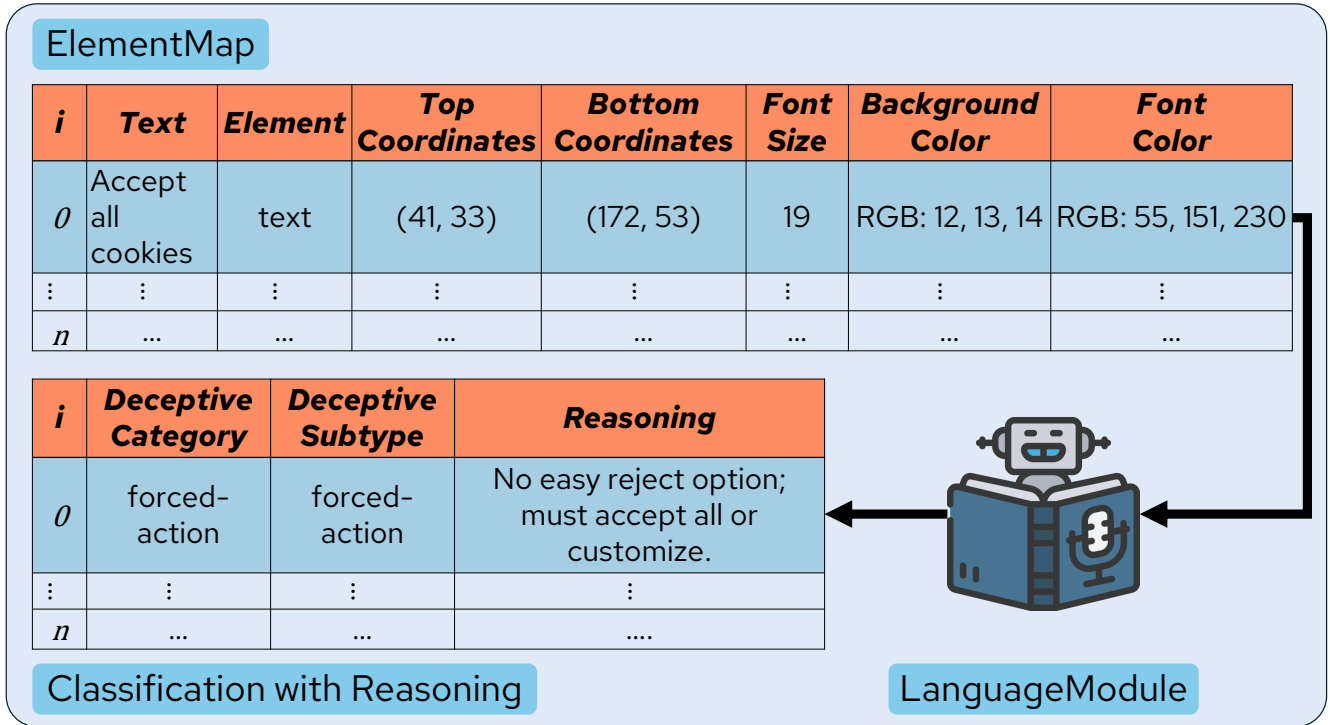 ElementMap
i Text Element Top Coordinates Bottom Coordinates Font Size Background Color Font Color
0 Accept all cookies text (41, 33) (172, 53) 19 RGB: 12, 13, 14 RGB: 55, 151, 230
⋮ ⋮ ⋮ ⋮ ⋮ ⋮ ⋮ ⋮
n ... ... ... ... ... ... ...
i Deceptive Category Deceptive Subtype Reasoning
0 forced-action forced-action No easy reject option; must accept all or customize.
⋮ ⋮ ⋮ ⋮
n ... ... ....
Classification with Reasoning
LanguageModule